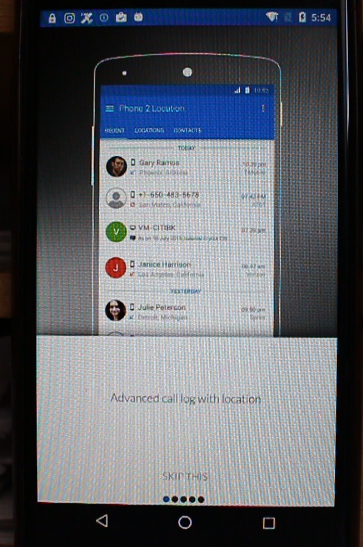 5:54
10:45
Phone 2 Location
RECENT LOCATIONS CONTACTS
TODAY
Gary Ramos
Phoenix, Arizona
+1-650-483-5678
San Mateo, California
V VM-CITIBK
J Janice Harrison
Los Angeles, California
YESTERDAY
Julie Peterson
Detroit, Michigan
Advanced call log with location
SKIP THIS